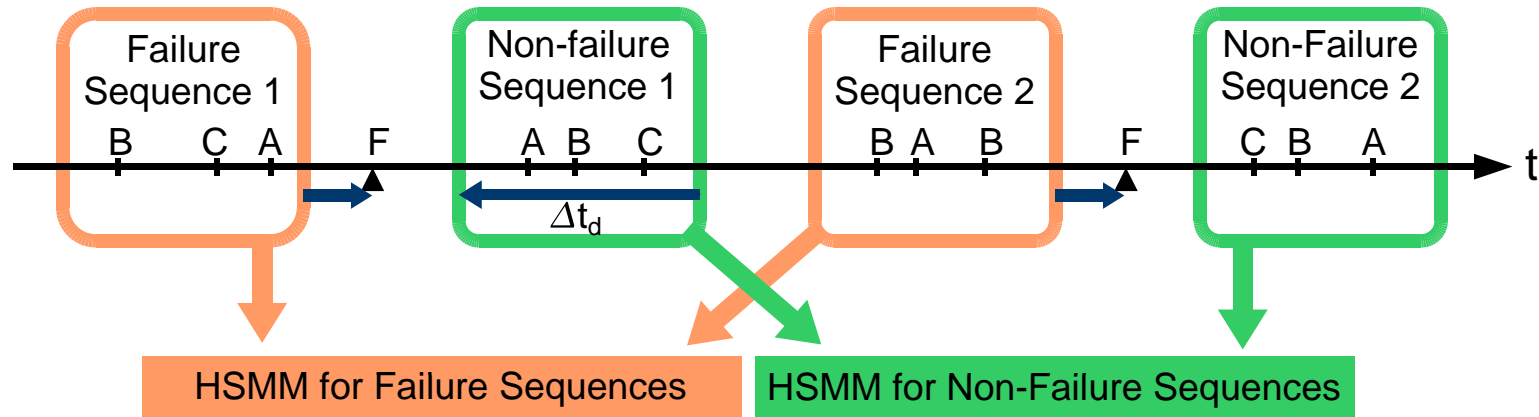 Failure
Sequence 1
Non-failure
Sequence 1
Failure
Sequence 2
Non-Failure
Sequence 2
B C A F A B C B A B F C B A
t
Δt_d
HSMM for Failure Sequences
HSMM for Non-Failure Sequences